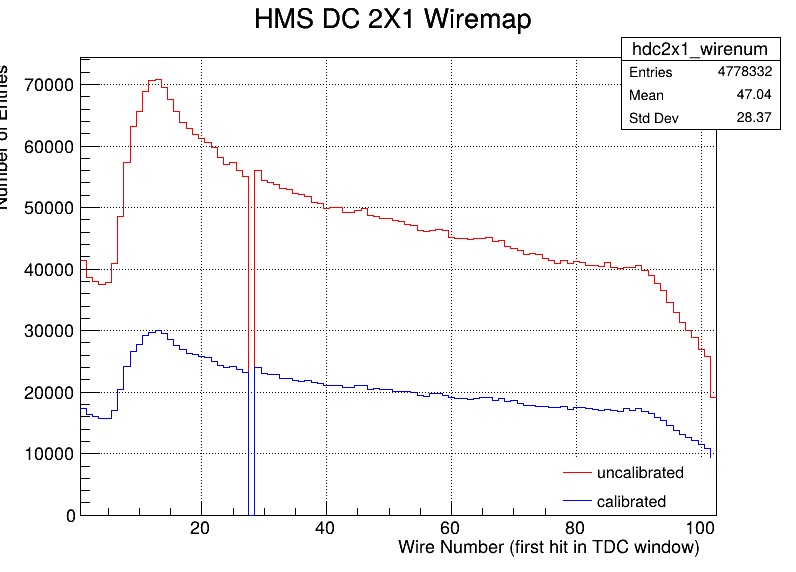 HMS DC 2X1 Wiremap
hdc2x1_wirenum
Entries 4778332
Mean 47.04
Std Dev 28.37
Number of Entries
70000
60000
50000
40000
30000
20000
10000
0
20 40 60 80 100
Wire Number (first hit in TDC window)
uncalibrated
calibrated